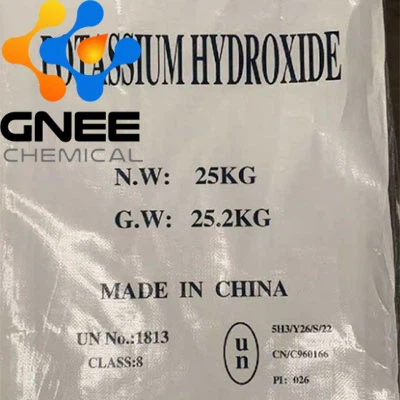 POTASSIUM HYDROXIDE
GNEE
CHEMICAL
N.W: 25KG
G.W: 25.2KG
MADE IN CHINA
UN No.:1813
CLASS:8
un
5H3/Y26/S/22
CN/C960166
PI: 026